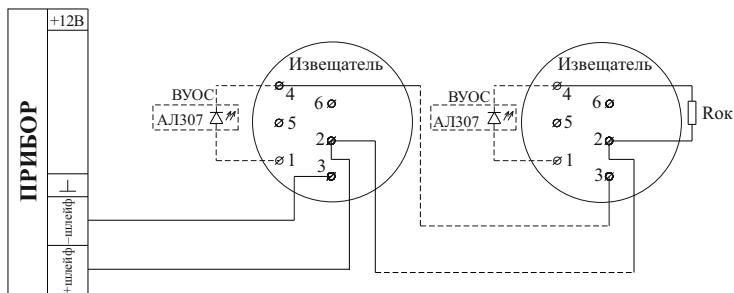 ПРИБОР
+12В
⊥
–шлейф
+шлейф
Извещатель
ВУОС
АЛ307
4
6
5
2
1
3
Извещатель
ВУОС
АЛ307
4
6
5
2
1
3
Rок